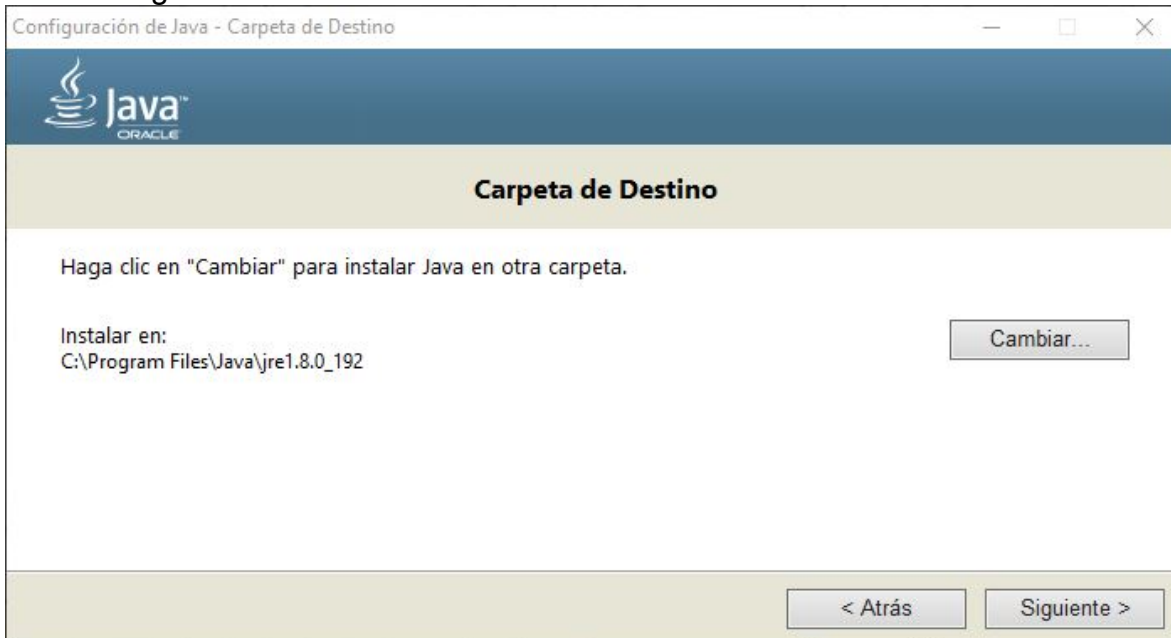 Configuración de Java - Carpeta de Destino
Java™
ORACLE
Carpeta de Destino
Haga clic en "Cambiar" para instalar Java en otra carpeta.
Instalar en:
Cambiar...
C:\Program Files\Java\jre1.8.0_192
< Atrás
Siguiente >